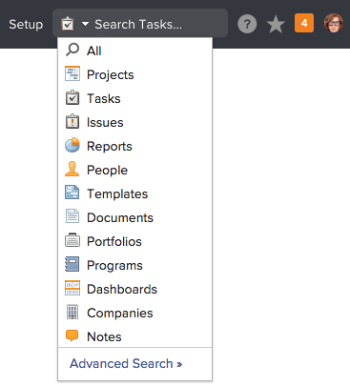 Setup Search Tasks... ? 4
All
Projects
Tasks
Issues
Reports
People
Templates
Documents
Portfolios
Programs
Dashboards
Companies
Notes
Advanced Search »